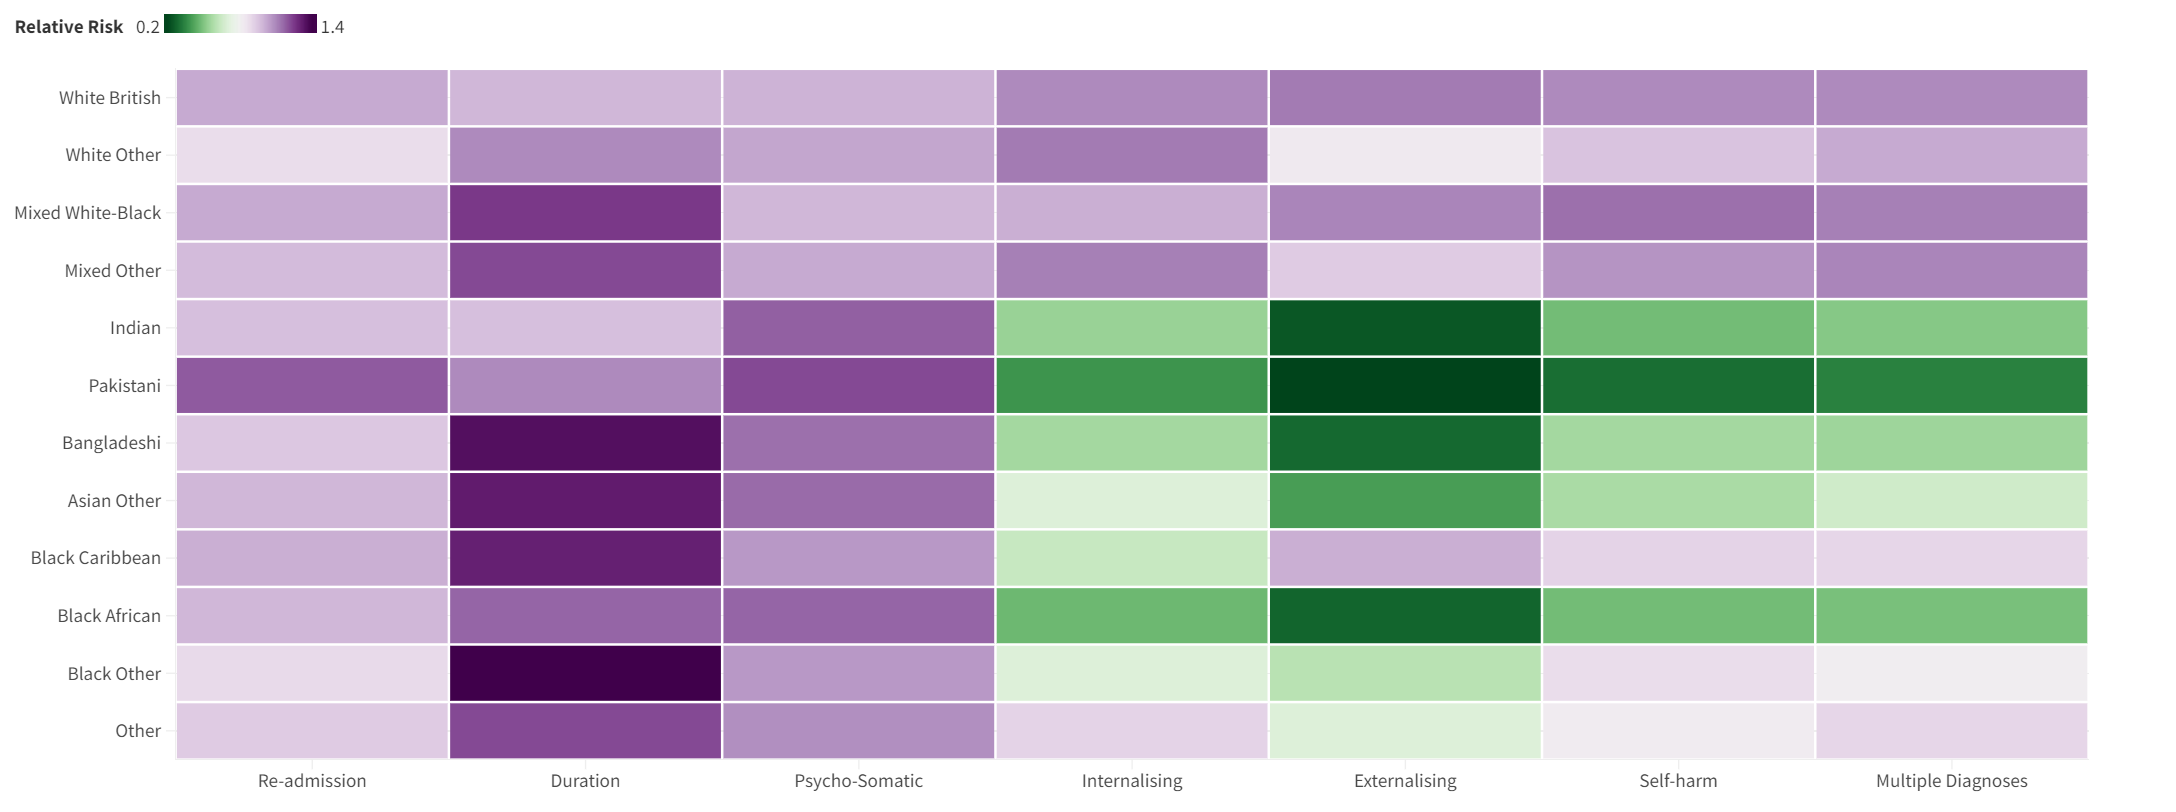 Relative Risk 0.2 1.4
White British
White Other
Mixed White-Black
Mixed Other
Indian
Pakistani
Bangladeshi
Asian Other
Black Caribbean
Black African
Black Other
Other
Re-admission Duration Psycho-Somatic Internalising Externalising Self-harm Multiple Diagnoses